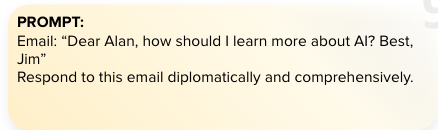 PROMPT:
Email: “Dear Alan, how should I learn more about AI? Best,
Jim”
Respond to this email diplomatically and comprehensively.